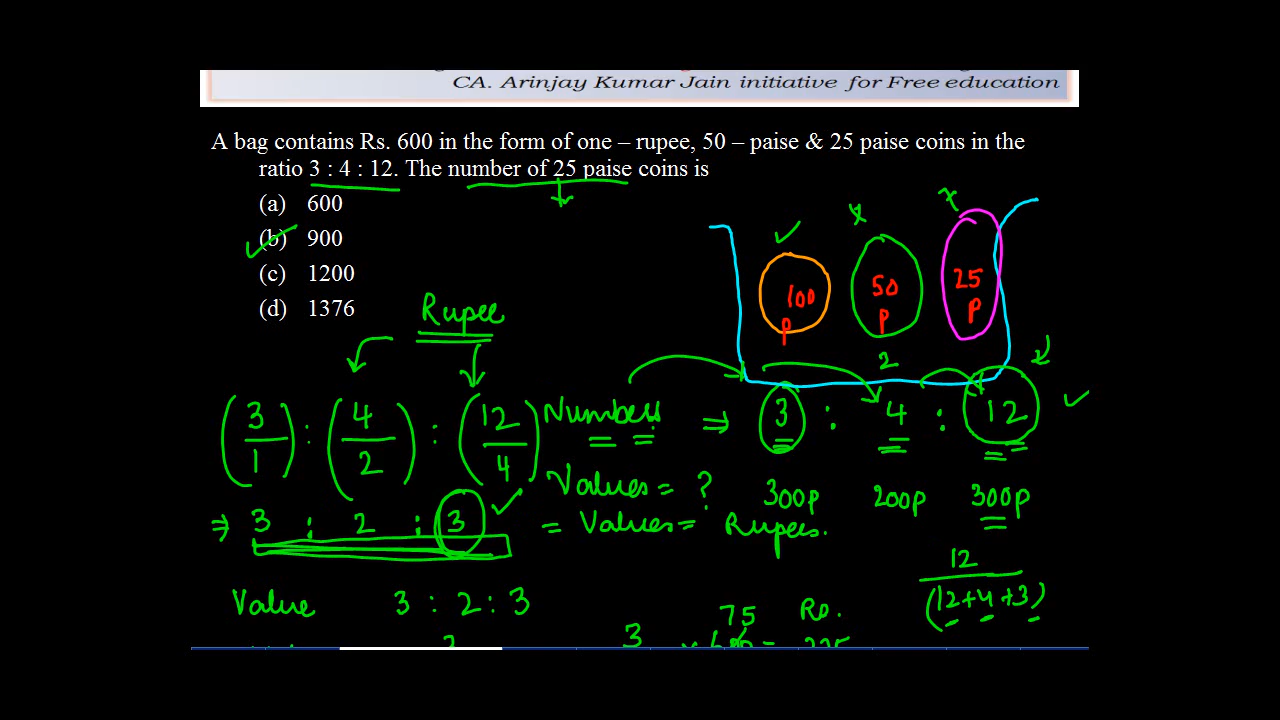 CA. Arinjay Kumar Jain initiative for Free education
A bag contains Rs. 600 in the form of one – rupee, 50 – paise & 25 paise coins in the
ratio 3 : 4 : 12. The number of 25 paise coins is
(a) 600
(b) 900
(c) 1200
(d) 1376
100 P
50 P
25 P
2
Rupee
(3/1) : (4/2) : (12/4)
Numbers ⇒ 3 : 4 : 12
Values = ? 300p 200p 300p
⇒ 3 : 2 : 3 = Values = Rupees.
12/(12+4+3)
Value 3 : 2 : 3
75 Rs.
3